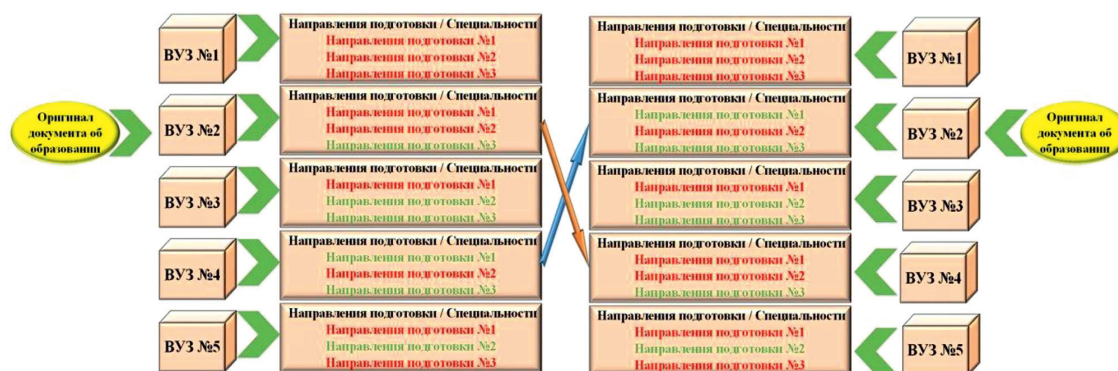 Оригинал
документа об
образовании
ВУЗ №1
Направления подготовки / Специальности
Направления подготовки №1
Направления подготовки №2
Направления подготовки №3
ВУЗ №2
Направления подготовки / Специальности
Направления подготовки №1
Направления подготовки №2
Направления подготовки №3
ВУЗ №3
Направления подготовки / Специальности
Направления подготовки №1
Направления подготовки №2
Направления подготовки №3
ВУЗ №4
Направления подготовки / Специальности
Направления подготовки №1
Направления подготовки №2
Направления подготовки №3
ВУЗ №5
Направления подготовки / Специальности
Направления подготовки №1
Направления подготовки №2
Направления подготовки №3
Направления подготовки / Специальности
Направления подготовки №1
Направления подготовки №2
Направления подготовки №3
ВУЗ №1
Направления подготовки / Специальности
Направления подготовки №1
Направления подготовки №2
Направления подготовки №3
ВУЗ №2
Направления подготовки / Специальности
Направления подготовки №1
Направления подготовки №2
Направления подготовки №3
ВУЗ №3
Направления подготовки / Специальности
Направления подготовки №1
Направления подготовки №2
Направления подготовки №3
ВУЗ №4
Направления подготовки / Специальности
Направления подготовки №1
Направления подготовки №2
Направления подготовки №3
ВУЗ №5
Оригинал
документа об
образовании